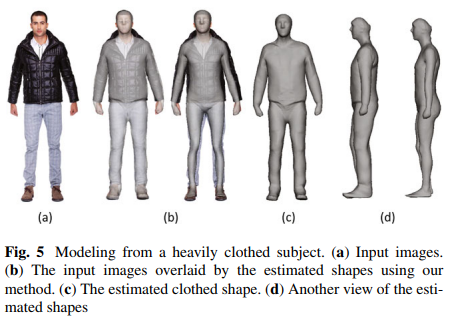 (a)
(b)
(c)
(d)
Fig. 5 Modeling from a heavily clothed subject. (a) Input images.
(b) The input images overlaid by the estimated shapes using our
method. (c) The estimated clothed shape. (d) Another view of the esti-
mated shapes